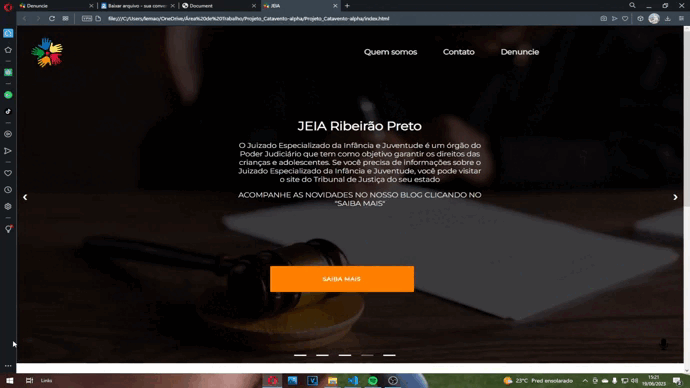 Denuncie
Baixar arquivo - sua conve
Document
JEIA
file:///C:/Users/liemao/OneDrive/Área%20de%20Trabalho/Projeto_Catavento-alpha/Projeto_Catavento-alpha/index.html
Quem somos
Contato
Denuncie
JEIA Ribeirão Preto
O Juizado Especializado da Infância e Juventude é um órgão do
Poder Judiciário que tem como objetivo garantir os direitos das
crianças e adolescentes. Se você precisa de informações sobre o
Juizado Especializado da Infância e Juventude, você pode visitar
o site do Tribunal de Justiça do seu estado
ACOMPANHE AS NOVIDADES NO NOSSO BLOG CLICANDO NO
"SAIBA MAIS"
SAIBA MAIS
Links
23°C Pred ensolarado
15:21
19/06/2023